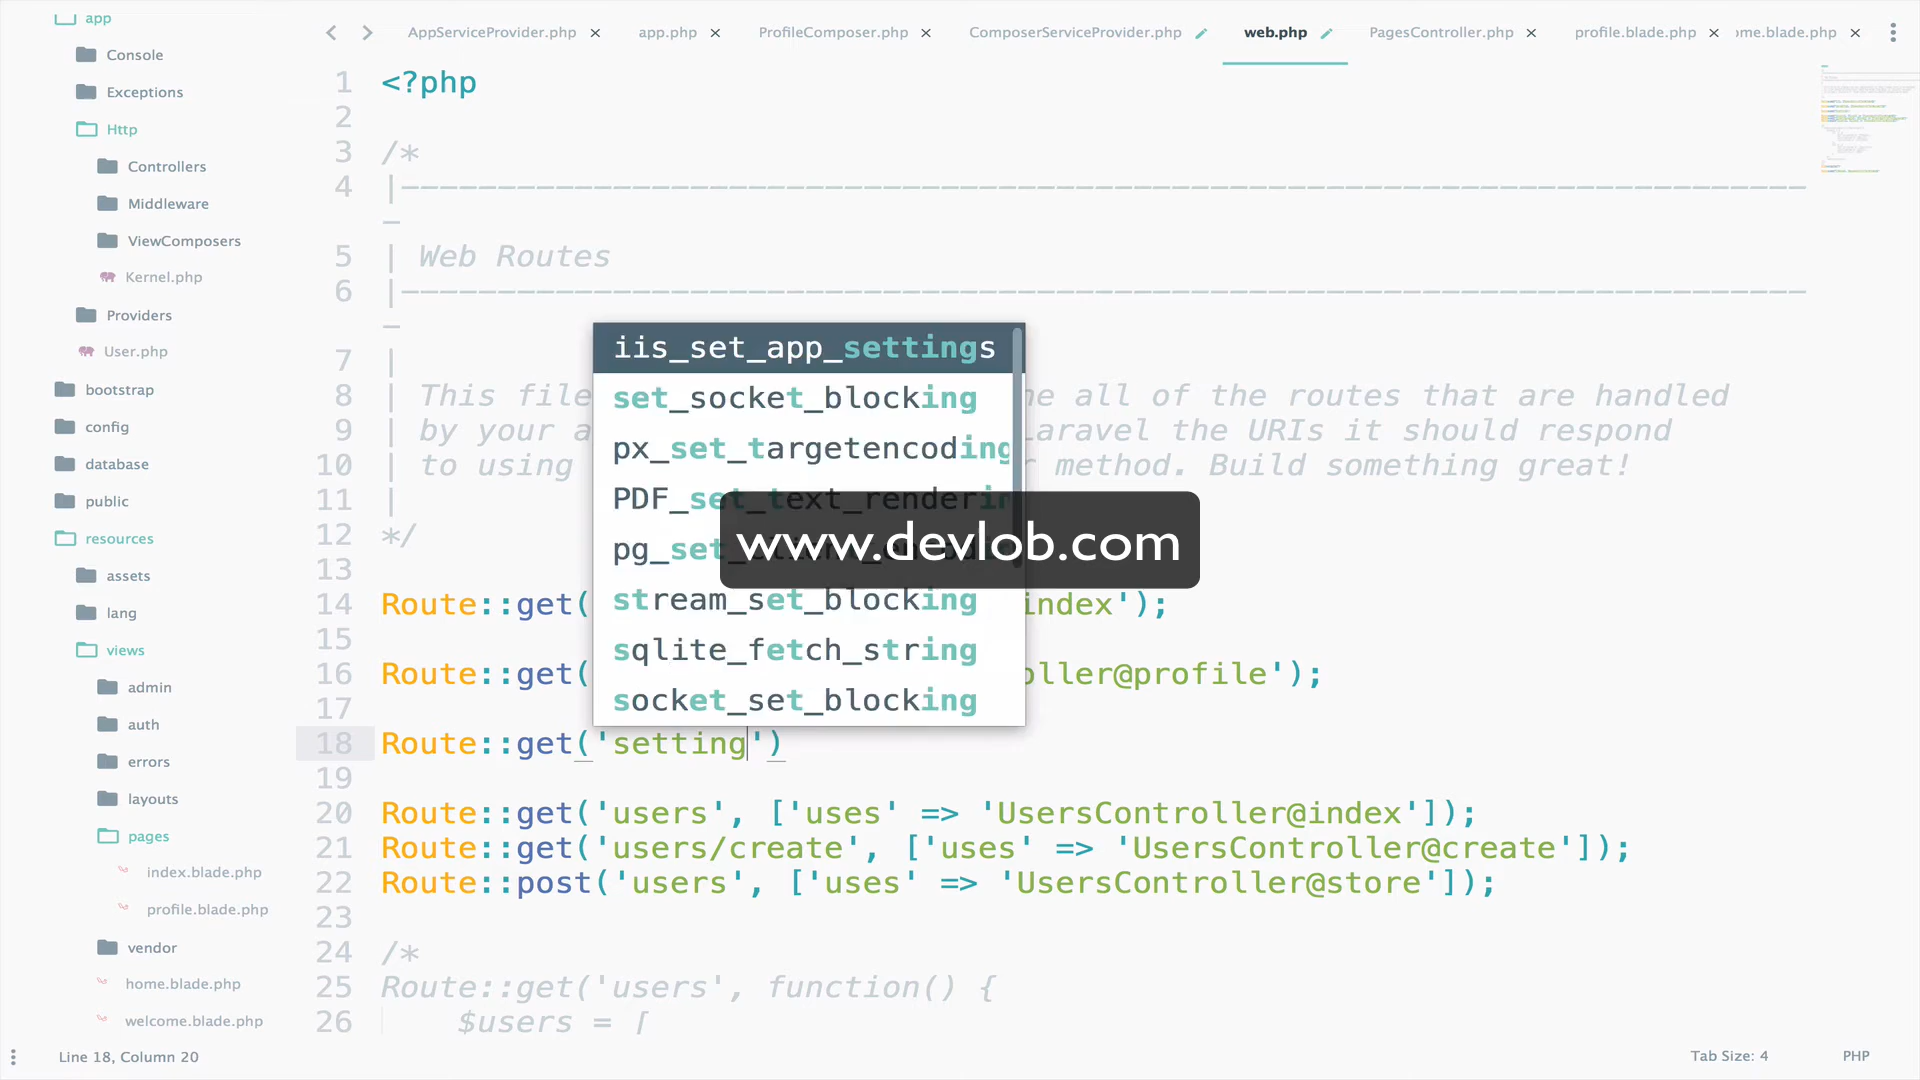 app
Console
Exceptions
Http
Controllers
Middleware
ViewComposers
Kernel.php
Providers
User.php
bootstrap
config
database
public
resources
assets
lang
views
admin
auth
errors
layouts
pages
index.blade.php
profile.blade.php
vendor
home.blade.php
welcome.blade.php
AppServiceProvider.php × app.php × ProfileComposer.php × ComposerServiceProvider.php web.php PagesController.php × profile.blade.php × ome.blade.php ×
1 <?php
2
3 /*
4 |--------------------------------------------------------------------------
5 | Web Routes
6 |--------------------------------------------------------------------------
7 |
8 | This file ne all of the routes that are handled
9 | by your a aravel the URIs it should respond
10 | to using r method. Build something great!
11 |
12 */
13
14 Route::get( index');
15
16 Route::get( oller@profile');
17
18 Route::get('setting')
19
20 Route::get('users', ['uses' => 'UsersController@index']);
21 Route::get('users/create', ['uses' => 'UsersController@create']);
22 Route::post('users', ['uses' => 'UsersController@store']);
23
24 /*
25 Route::get('users', function() {
26 $users = [
iis_set_app_settings
set_socket_blocking
px_set_targetencoding
PDF_set_text_renderin
pg_set
stream_set_blocking
sqlite_fetch_string
socket_set_blocking
www.devlob.com
Line 18, Column 20
Tab Size: 4
PHP